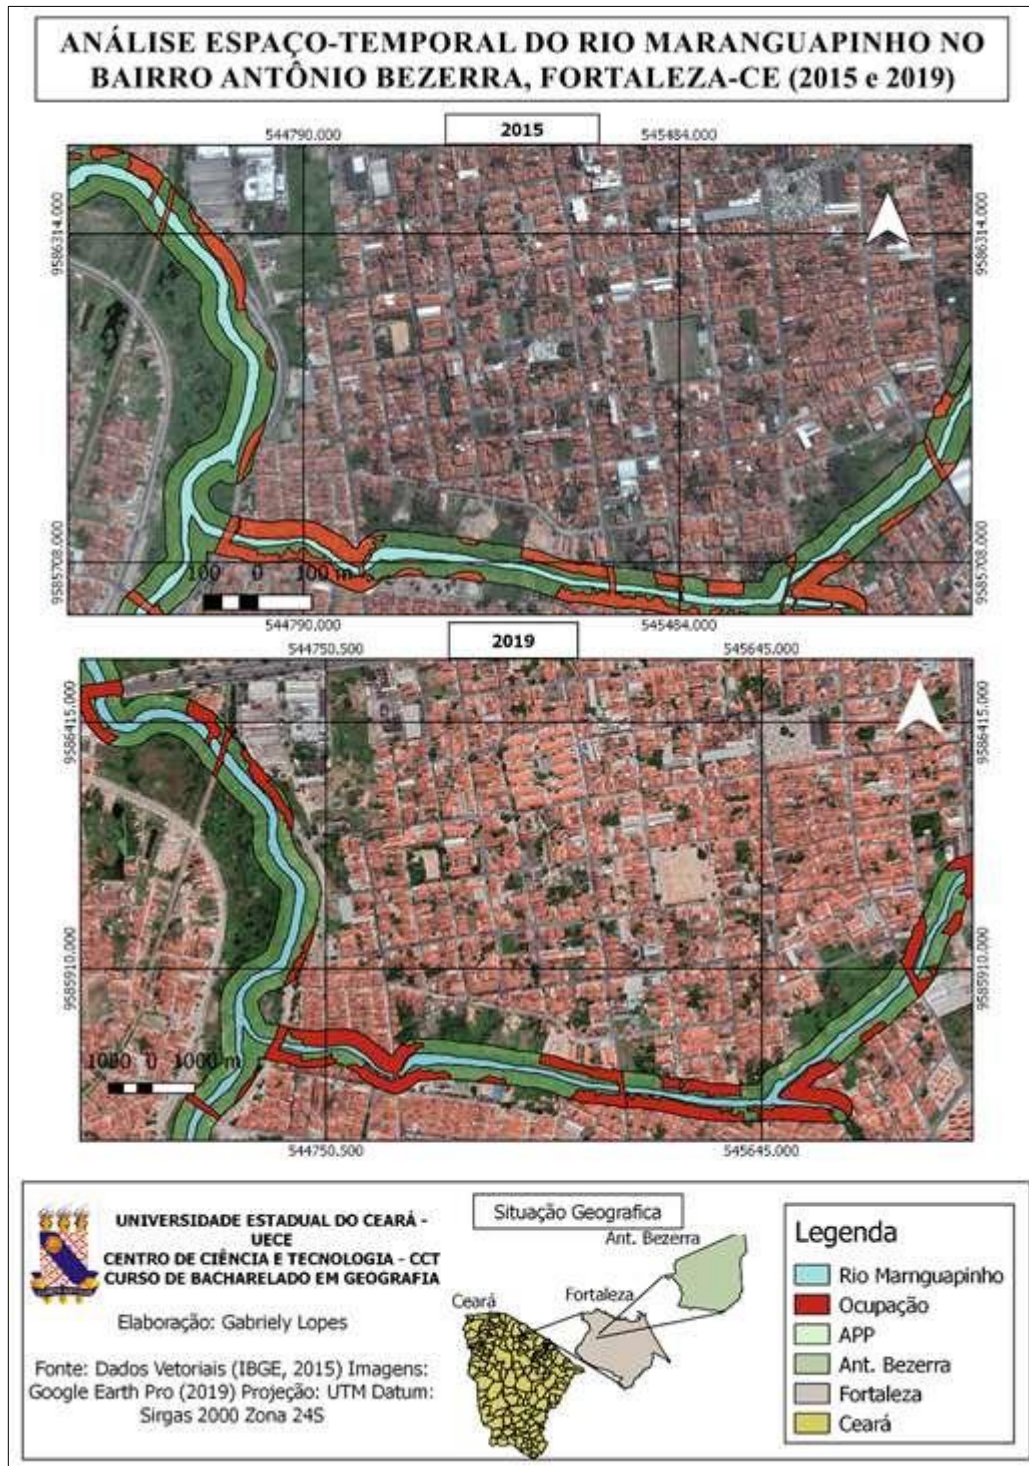 ANÁLISE ESPAÇO-TEMPORAL DO RIO MARANGUAPINHO NO
BAIRRO ANTÔNIO BEZERRA, FORTALEZA-CE (2015 e 2019)
2015
544790.000
545484.000
9586314.000
9586314.000
9585708.000
9585708.000
100 0 100 m
544790.000
545484.000
2019
544750.500
545645.000
9586415.000
9586415.000
9585910.000
9585910.000
1000 0 1000 m
544750.500
545645.000
UNIVERSIDADE ESTADUAL DO CEARÁ -
UECE
CENTRO DE CIÊNCIA E TECNOLOGIA - CCT
CURSO DE BACHARELADO EM GEOGRAFIA
Elaboração: Gabriely Lopes
Fonte: Dados Vetoriais (IBGE, 2015) Imagens:
Google Earth Pro (2019) Projeção: UTM Datum:
Sirgas 2000 Zona 24S
Situação Geografica
Ant. Bezerra
Fortaleza
Ceará
Legenda
Rio Marnguapinho
Ocupação
APP
Ant. Bezerra
Fortaleza
Ceará